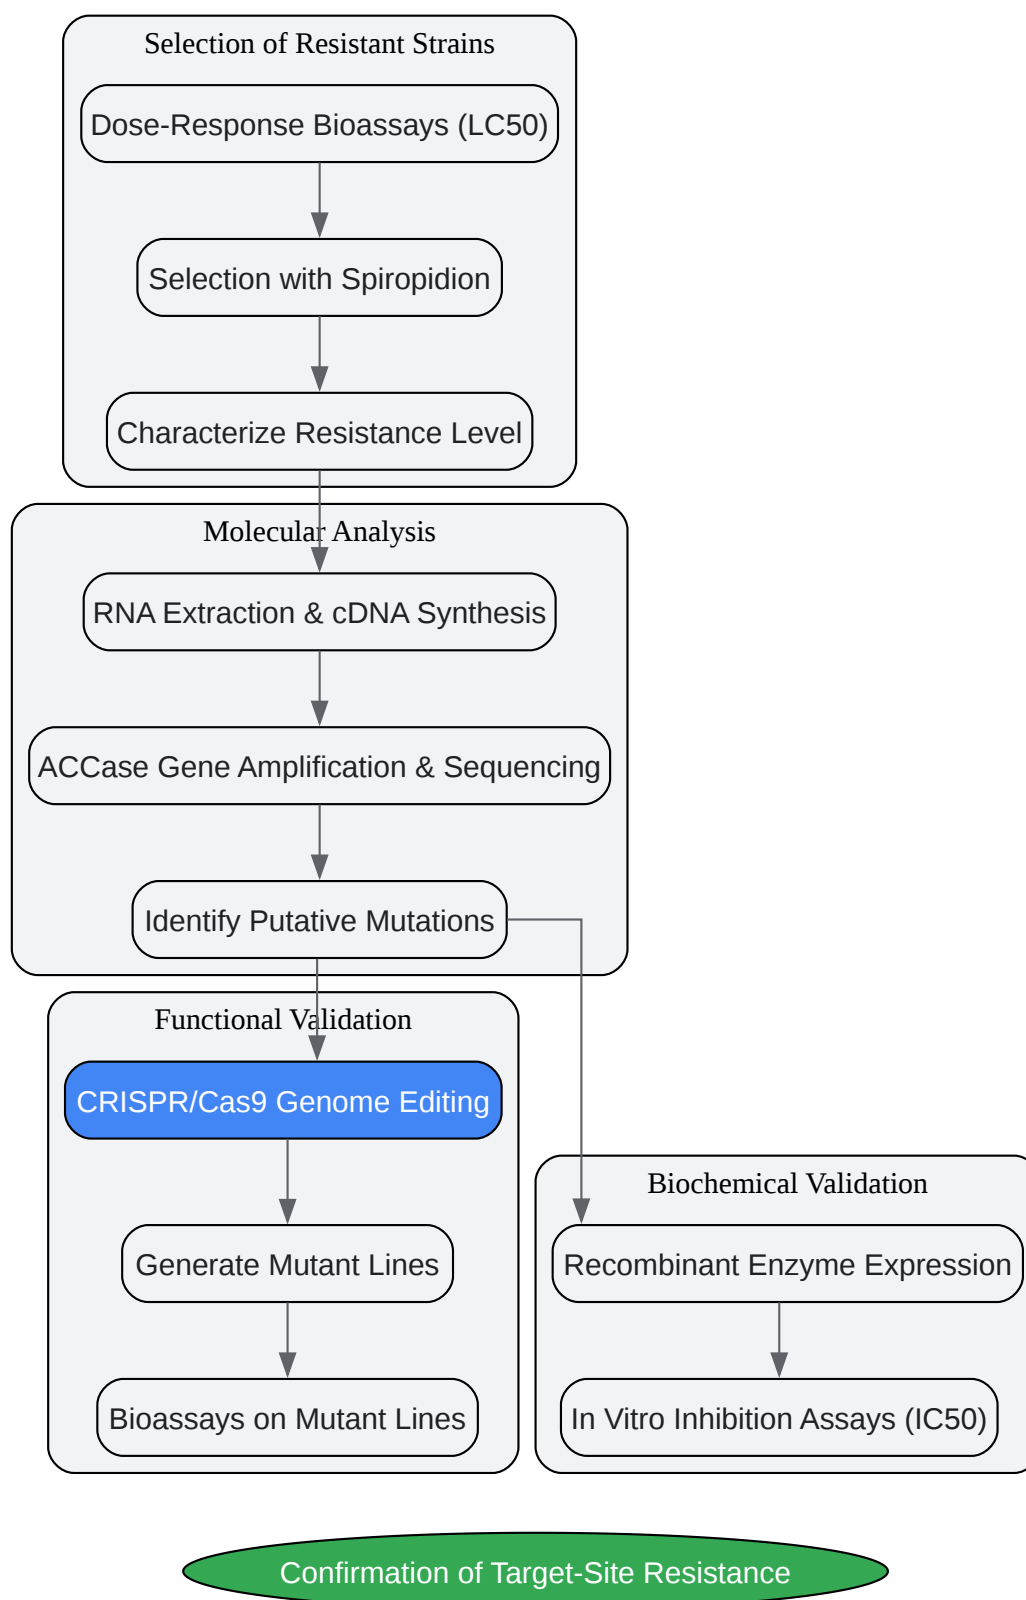 Selection of Resistant Strains
Dose-Response Bioassays (LC50)
Selection with Spiropidion
Characterize Resistance Level
Molecular Analysis
RNA Extraction & cDNA Synthesis
ACCase Gene Amplification & Sequencing
Identify Putative Mutations
Functional Validation
CRISPR/Cas9 Genome Editing
Generate Mutant Lines
Bioassays on Mutant Lines
Biochemical Validation
Recombinant Enzyme Expression
In Vitro Inhibition Assays (IC50)
Confirmation of Target-Site Resistance